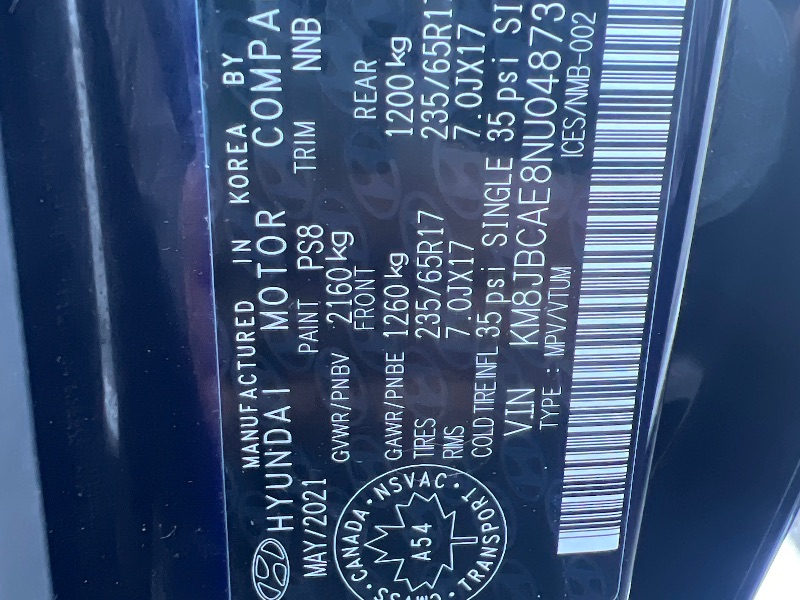 MANUFACTURED IN KOREA BY
HYUNDAI MOTOR COMPA
MAY/2021 PAINT PS8 TRIM NNB
GVWR/PNBV 2160kg
FRONT REAR
GAWR/PNBE 1260kg 1200kg
TIRES 235/65R17 235/65R17
RIMS 7.0JX17 7.0JX17
COLD TIRE INFL 35 psi SINGLE 35 psi SI
VIN KM8JBCAE8NU04873
TYPE : MPV/VTUM ICES/NMB-002
CANADA · NSVAC · TRANSPORT ·
A54